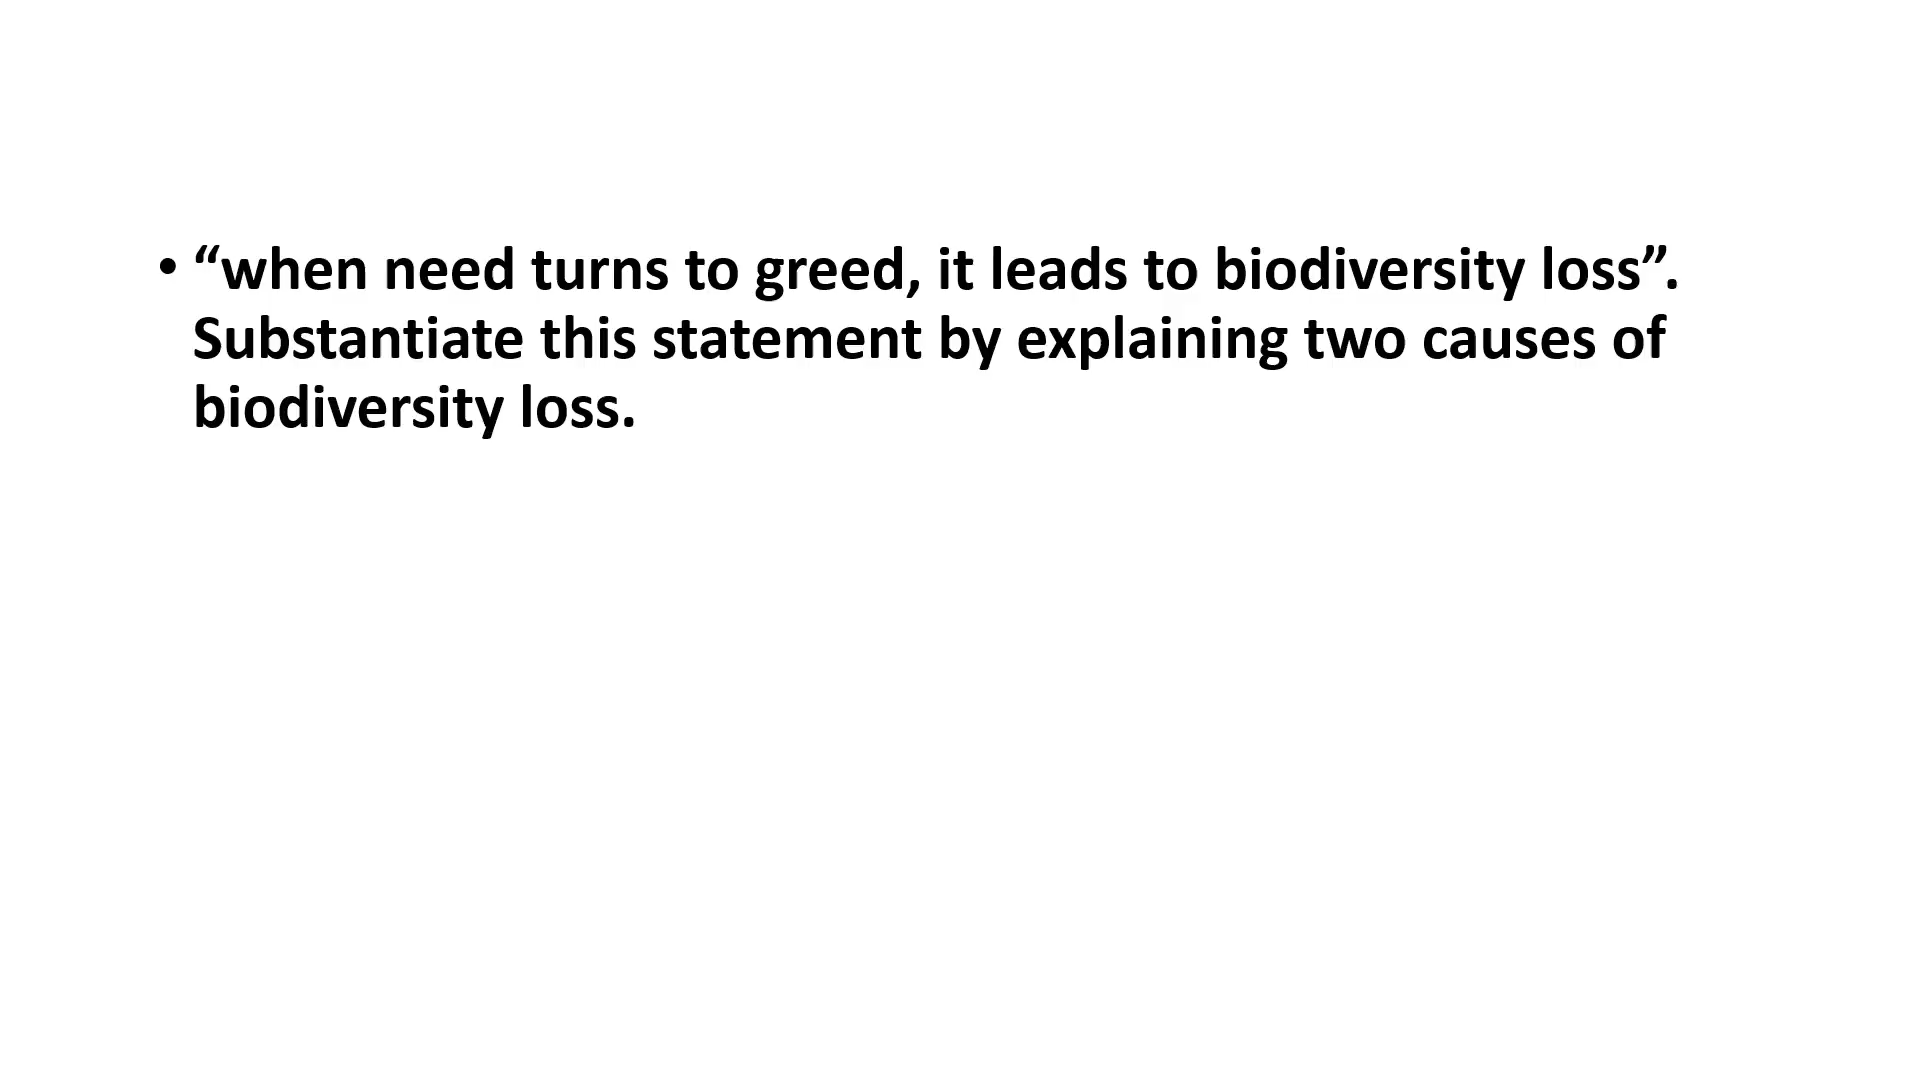 • “when need turns to greed, it leads to biodiversity loss”.
Substantiate this statement by explaining two causes of
biodiversity loss.